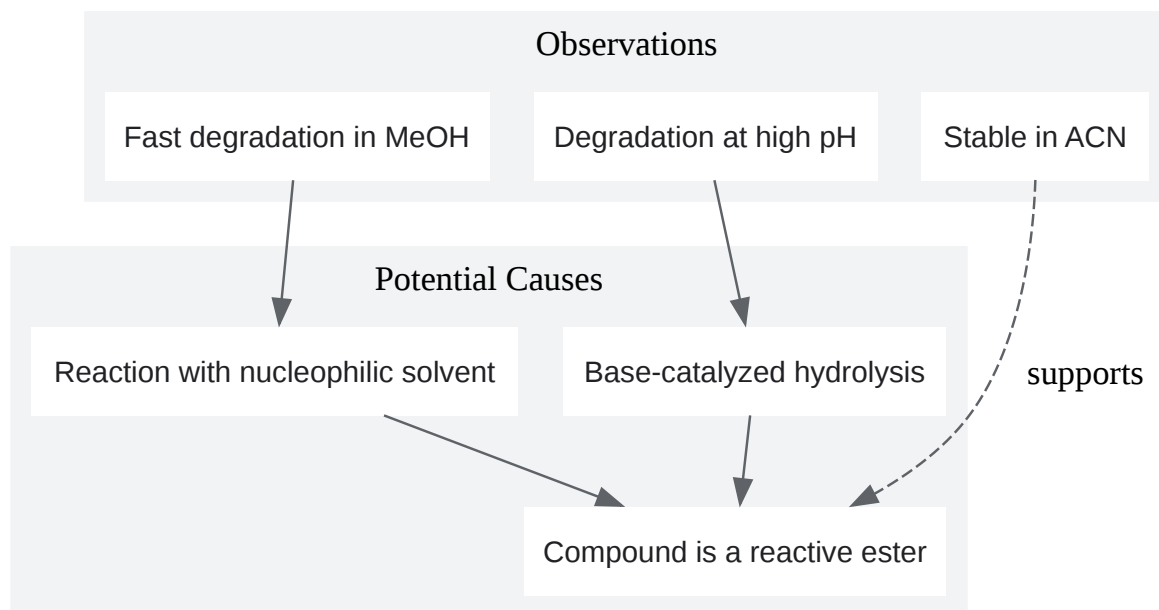 Observations
Fast degradation in MeOH
Degradation at high pH
Stable in ACN
Potential Causes
Reaction with nucleophilic solvent
Base-catalyzed hydrolysis
supports
Compound is a reactive ester